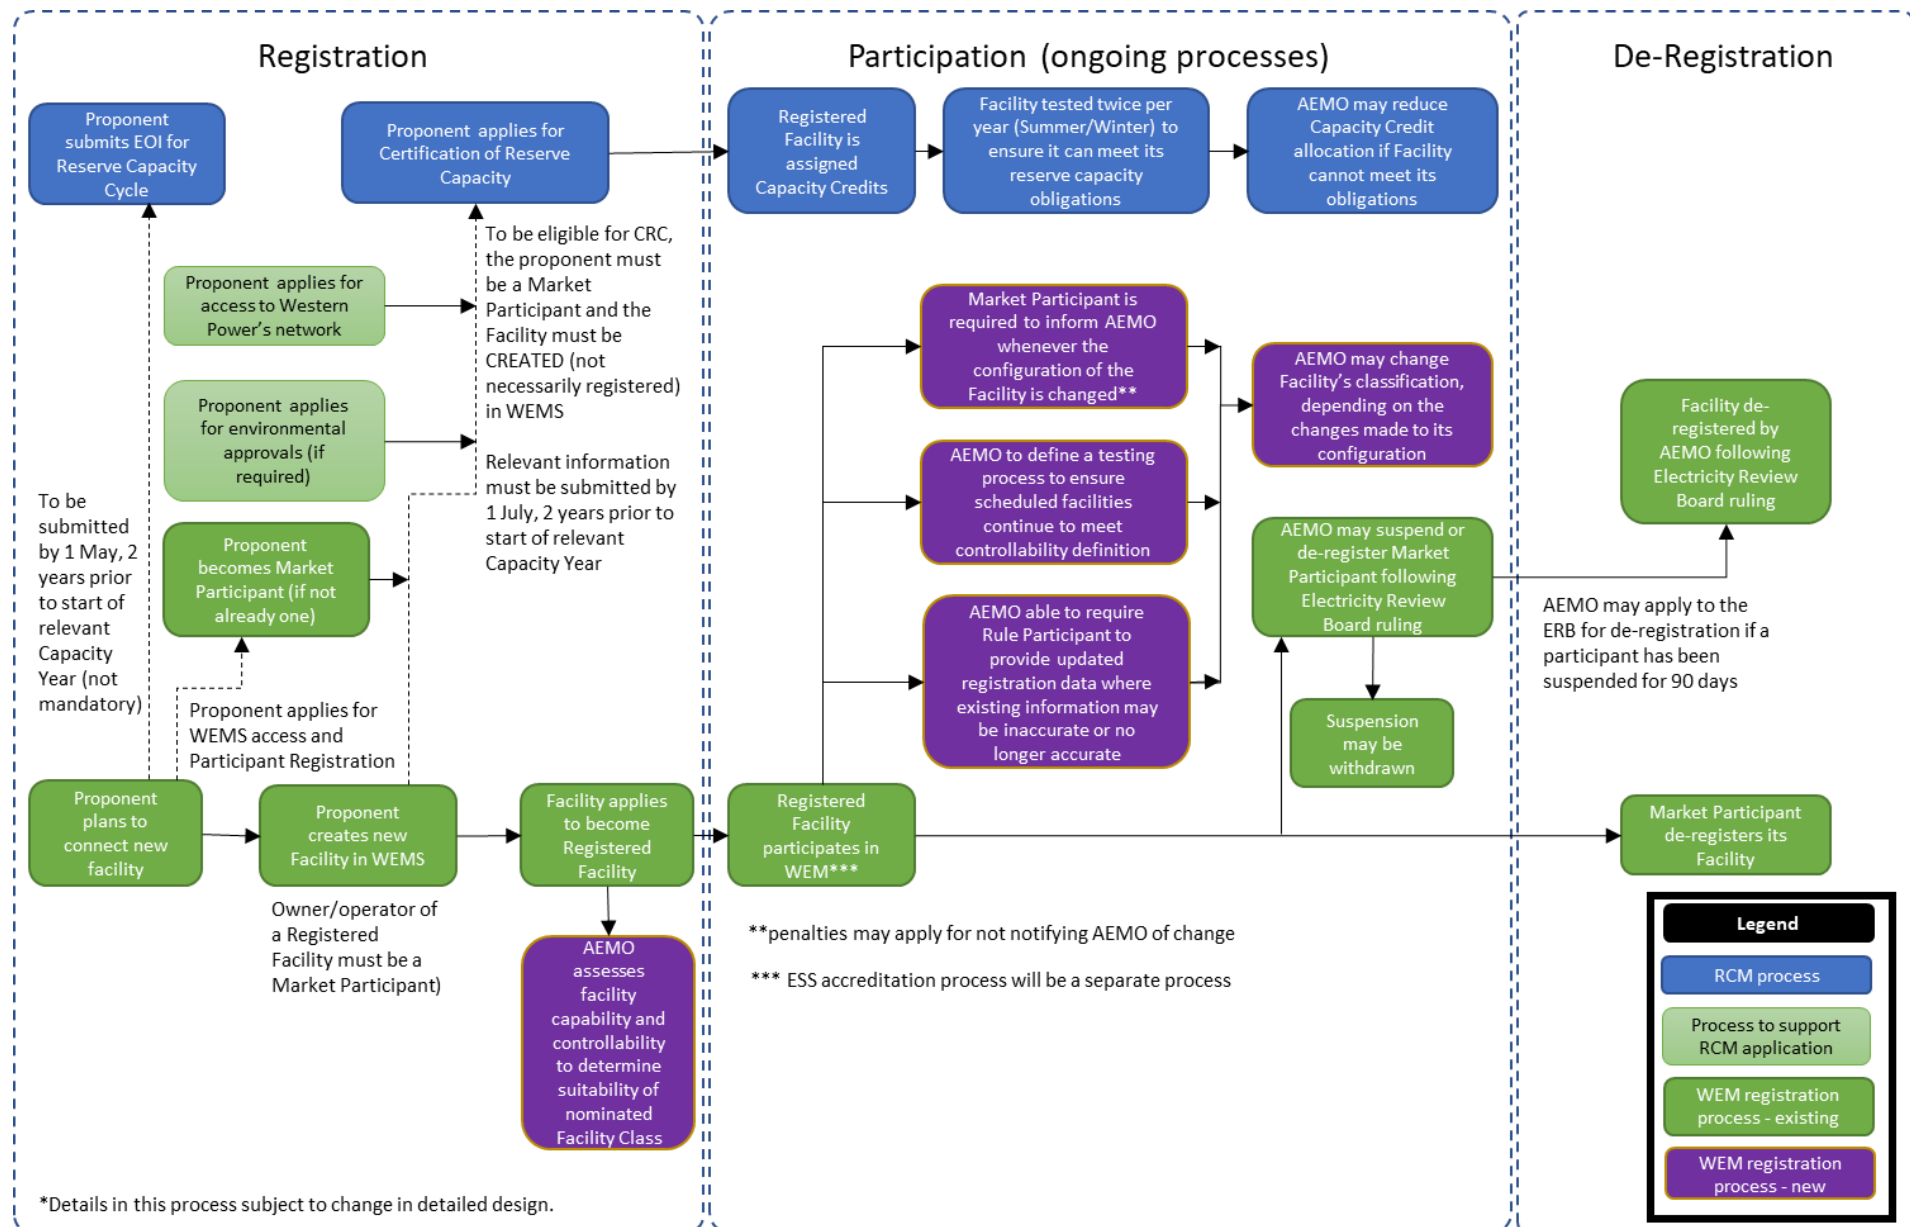 Registration
Proponent
submits EOI for
Reserve Capacity
Cycle
Proponent applies for
Certification of Reserve
Capacity
To be eligible for CRC,
the proponent must
be a Market
Participant and the
Facility must be
CREATED (not
necessarily registered)
in WEMS
Relevant information
must be submitted by
1 July, 2 years prior to
start of relevant
Capacity Year
Proponent applies for
access to Western
Power's network
Proponent applies
for environmental
approvals (if
required)
To be
submitted
by 1 May, 2
years prior
to start of
relevant
Capacity
Year (not
mandatory)
Proponent
becomes Market
Participant (if not
already one)
Proponent applies for
WEMS access and
Participant Registration
Proponent
plans to
connect new
facility
Proponent
creates new
Facility in WEMS
Facility applies
to become
Registered
Facility
Owner/operator of
a Registered
Facility must be a
Market Participant)
AEMO
assesses
facility
capability and
controllability
to determine
suitability of
nominated
Facility Class
*Details in this process subject to change in detailed design.
Participation (ongoing processes)
Registered
Facility is
assigned
Capacity Credits
Facility tested twice per
year (Summer/Winter) to
ensure it can meet its
reserve capacity
obligations
AEMO may reduce
Capacity Credit
allocation if Facility
cannot meet its
obligations
Market Participant is
required to inform AEMO
whenever the
configuration of the
Facility is changed**
AEMO to define a testing
process to ensure
scheduled facilities
continue to meet
controllability definition
AEMO able to require
Rule Participant to
provide updated
registration data where
existing information may
be inaccurate or no
longer accurate
AEMO may change
Facility's classification,
depending on the
changes made to its
configuration
AEMO may suspend or
de-register Market
Participant following
Electricity Review
Board ruling
Suspension
may be
withdrawn
Registered
Facility
participates in
WEM***
**penalties may apply for not notifying AEMO of change
*** ESS accreditation process will be a separate process
De-Registration
Facility de-
registered by
AEMO following
Electricity Review
Board ruling
AEMO may apply to the
ERB for de-registration if a
participant has been
suspended for 90 days
Market Participant
de-registers its
Facility
Legend
RCM process
Process to support
RCM application
WEM registration
process - existing
WEM registration
process - new